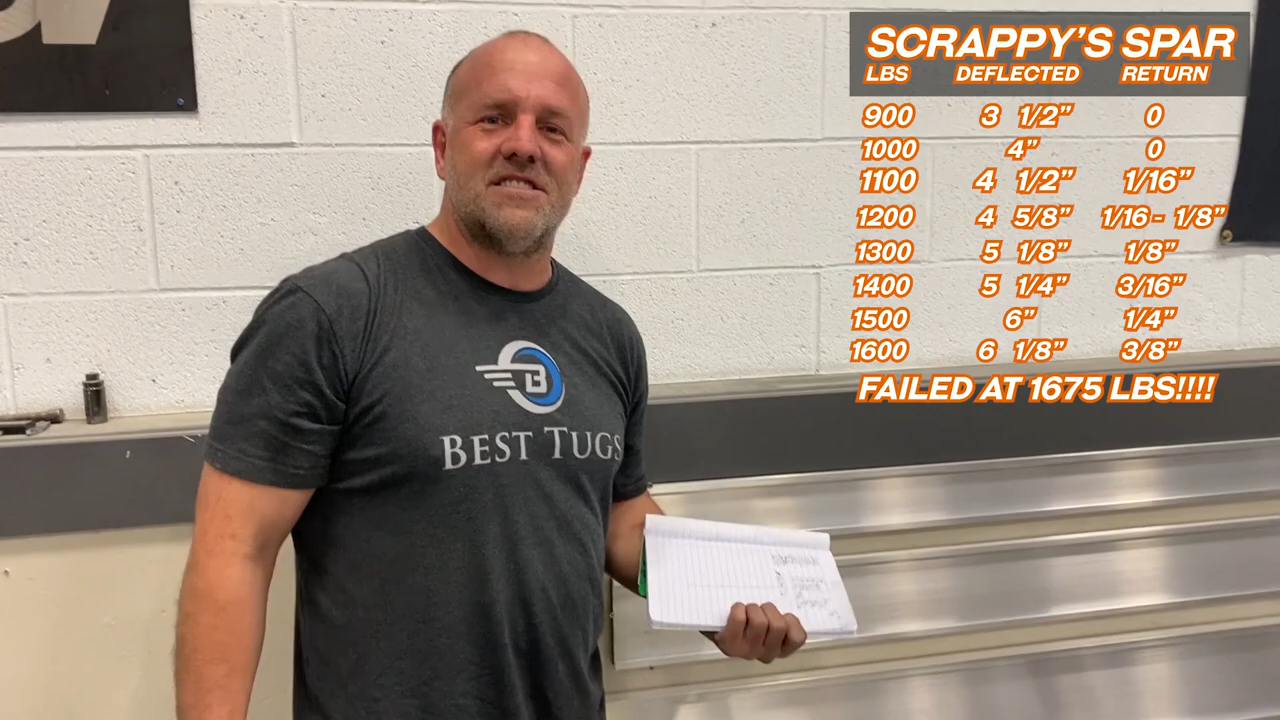 SCRAPPY'S SPAR
LBS DEFLECTED RETURN
900 3 1/2" 0
1000 4" 0
1100 4 1/2" 1/16"
1200 4 5/8" 1/16 - 1/8"
1300 5 1/8" 1/8"
1400 5 1/4" 3/16"
1500 6" 1/4"
1600 6 1/8" 3/8"
FAILED AT 1675 LBS!!!!
B
BEST TUGS